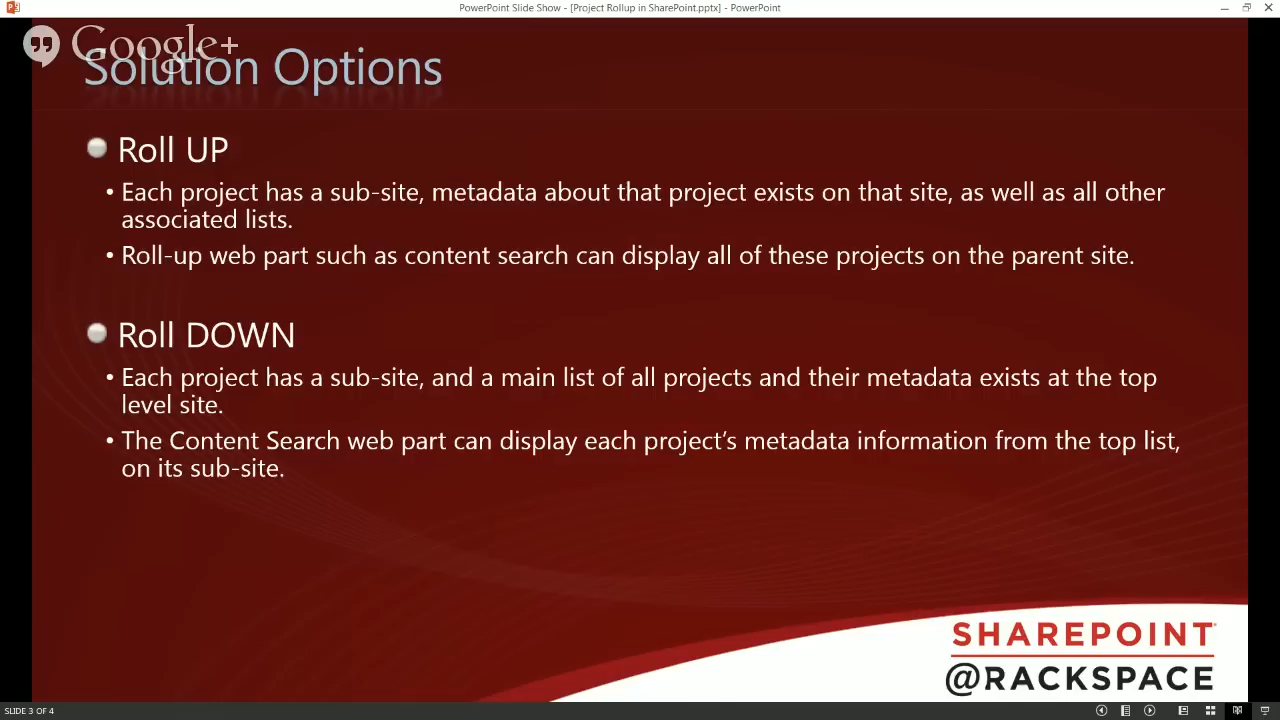 PowerPoint Slide Show - [Project Rollup in SharePoint.pptx] - PowerPoint
Google+
Solution Options
Roll UP
• Each project has a sub-site, metadata about that project exists on that site, as well as all other
associated lists.
• Roll-up web part such as content search can display all of these projects on the parent site.
Roll DOWN
• Each project has a sub-site, and a main list of all projects and their metadata exists at the top
level site.
• The Content Search web part can display each project's metadata information from the top list,
on its sub-site.
SHAREPOINT
@RACKSPACE
SLIDE 3 OF 4